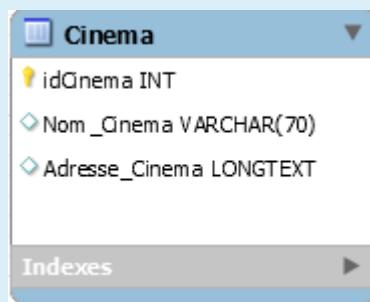 Cinema
idCinema INT
Nom_Cinema VARCHAR(70)
Adresse_Cinema LONGTEXT
Indexes